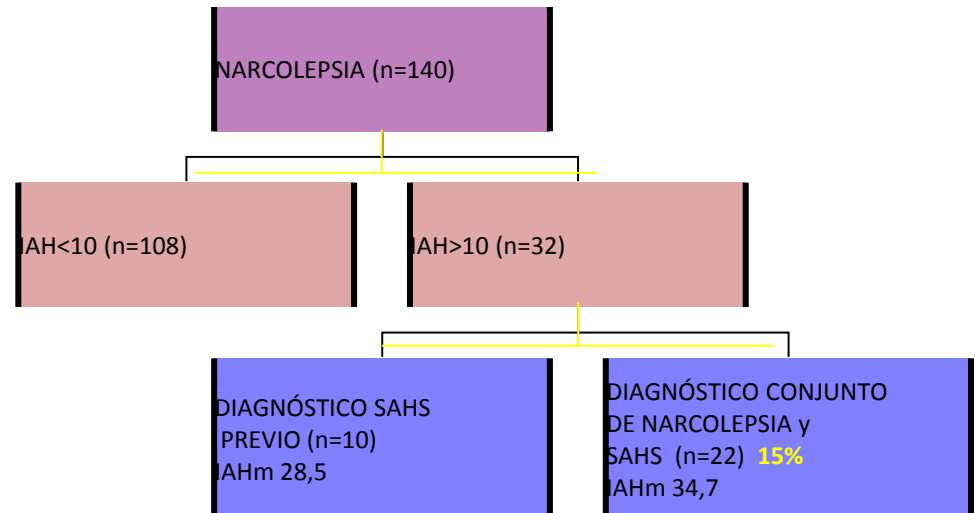 NARCOLEPSIA (n=140)
IAH<10 (n=108)
IAH>10 (n=32)
DIAGNÓSTICO SAHS
PREVIO (n=10)
IAHm 28,5
DIAGNÓSTICO CONJUNTO
DE NARCOLEPSIA y
SAHS (n=22) 15%
IAHm 34,7